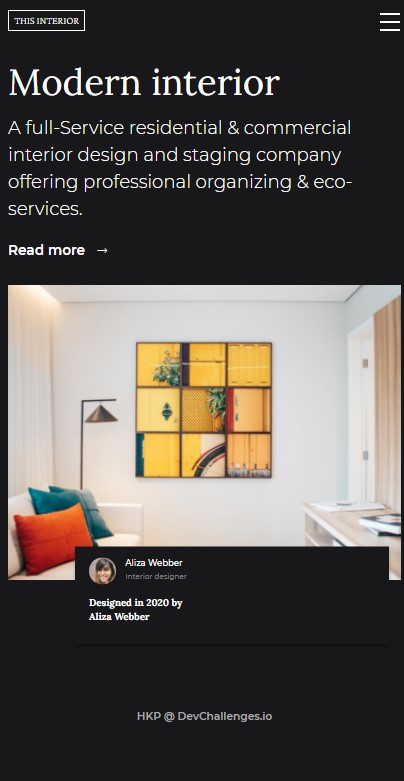 THIS INTERIOR
Modern interior
A full-Service residential & commercial
interior design and staging company
offering professional organizing & eco-
services.
Read more →
Aliza Webber
interior designer
Designed in 2020 by
Aliza Webber
HKP @ DevChallenges.io